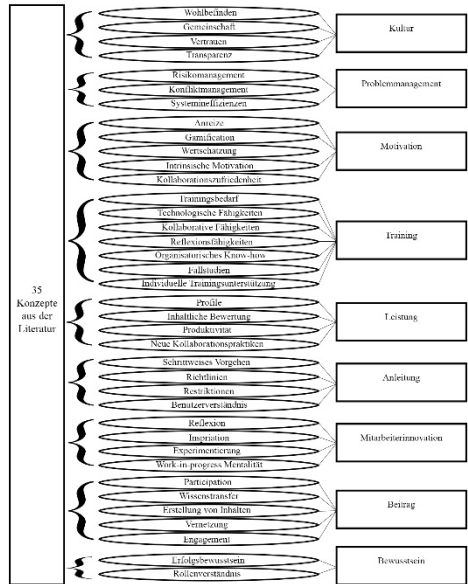 35
Konzepte
aus der
Literatur
Wohlbefinden
Gemeinschaft
Vertrauen
Transparenz
Kultur
Risikomanagement
Konfliktmanagement
Systemineffizienzen
Problemmanagement
Anreize
Gamification
Wertschätzung
Intrinsische Motivation
Kollaborationszufriedenheit
Motivation
Trainingsbedarf
Technologische Fähigkeiten
Kollaborative Fähigkeiten
Reflexionsfähigkeiten
Organisatorisches Know-how
Fallstudien
Individuelle Trainingsunterstützung
Training
Profile
Inhaltliche Bewertung
Produktivität
Neue Kollaborationspraktiken
Leistung
Schrittweises Vorgehen
Richtlinien
Restriktionen
Benutzerverständnis
Anleitung
Reflexion
Inspriation
Experimentierung
Work-in-progress Mentalität
Mitarbeiterinnovation
Participation
Wissenstransfer
Erstellung von Inhalten
Vernetzung
Engagement
Beitrag
Erfolgsbewusstsein
Rollenverständnis
Bewusstsein